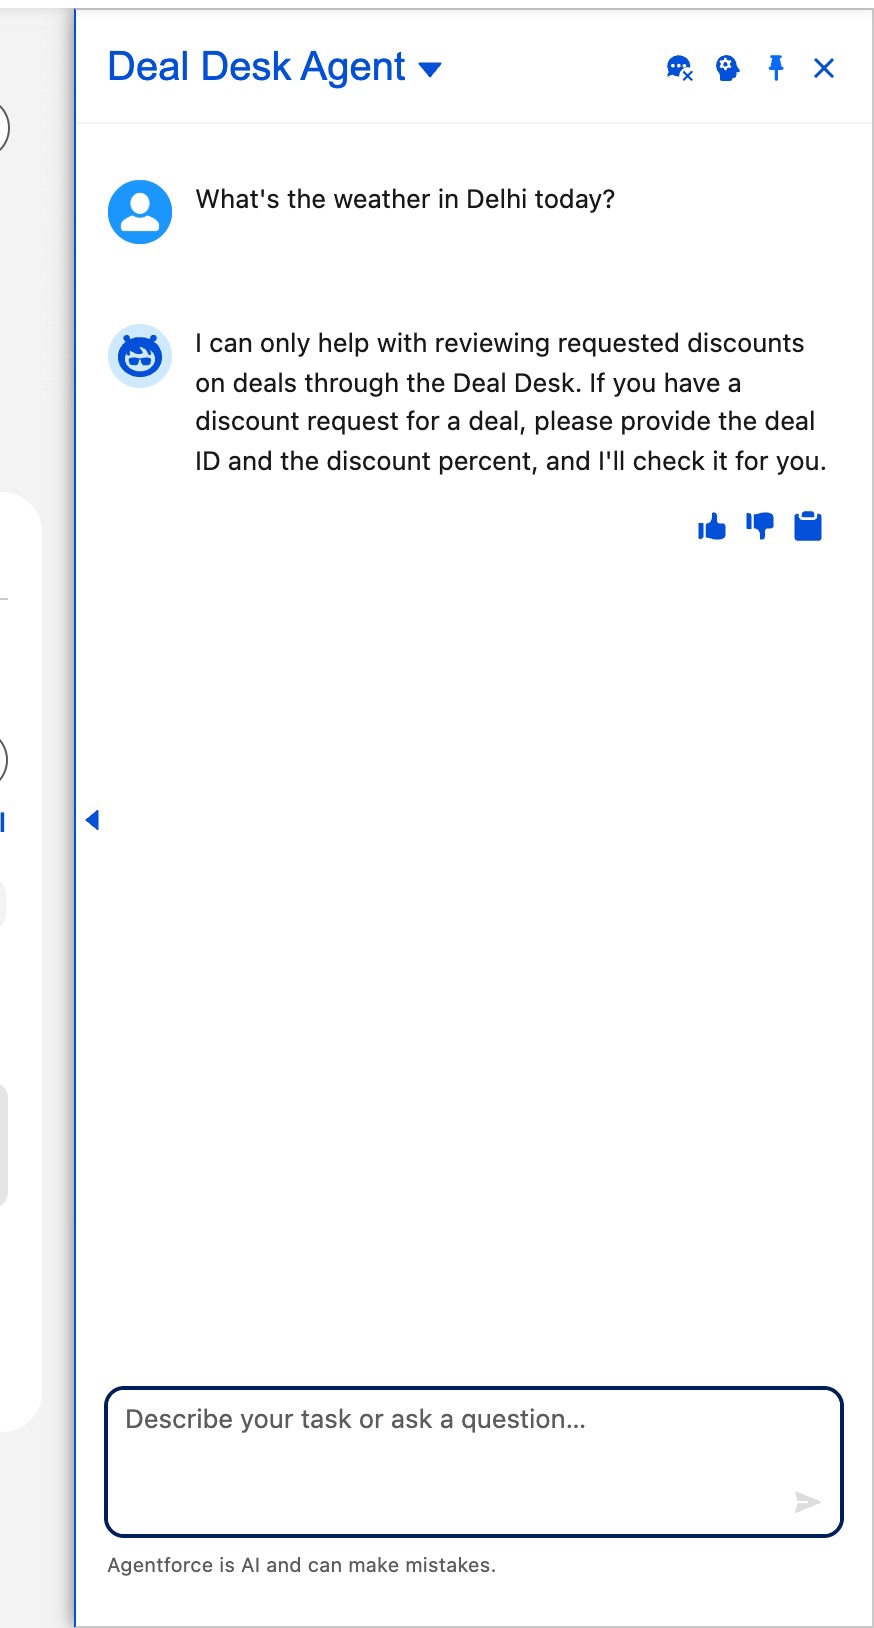 Deal Desk Agent
What's the weather in Delhi today?
I can only help with reviewing requested discounts
on deals through the Deal Desk. If you have a
discount request for a deal, please provide the deal
ID and the discount percent, and I'll check it for you.
Describe your task or ask a question...
Agentforce is AI and can make mistakes.